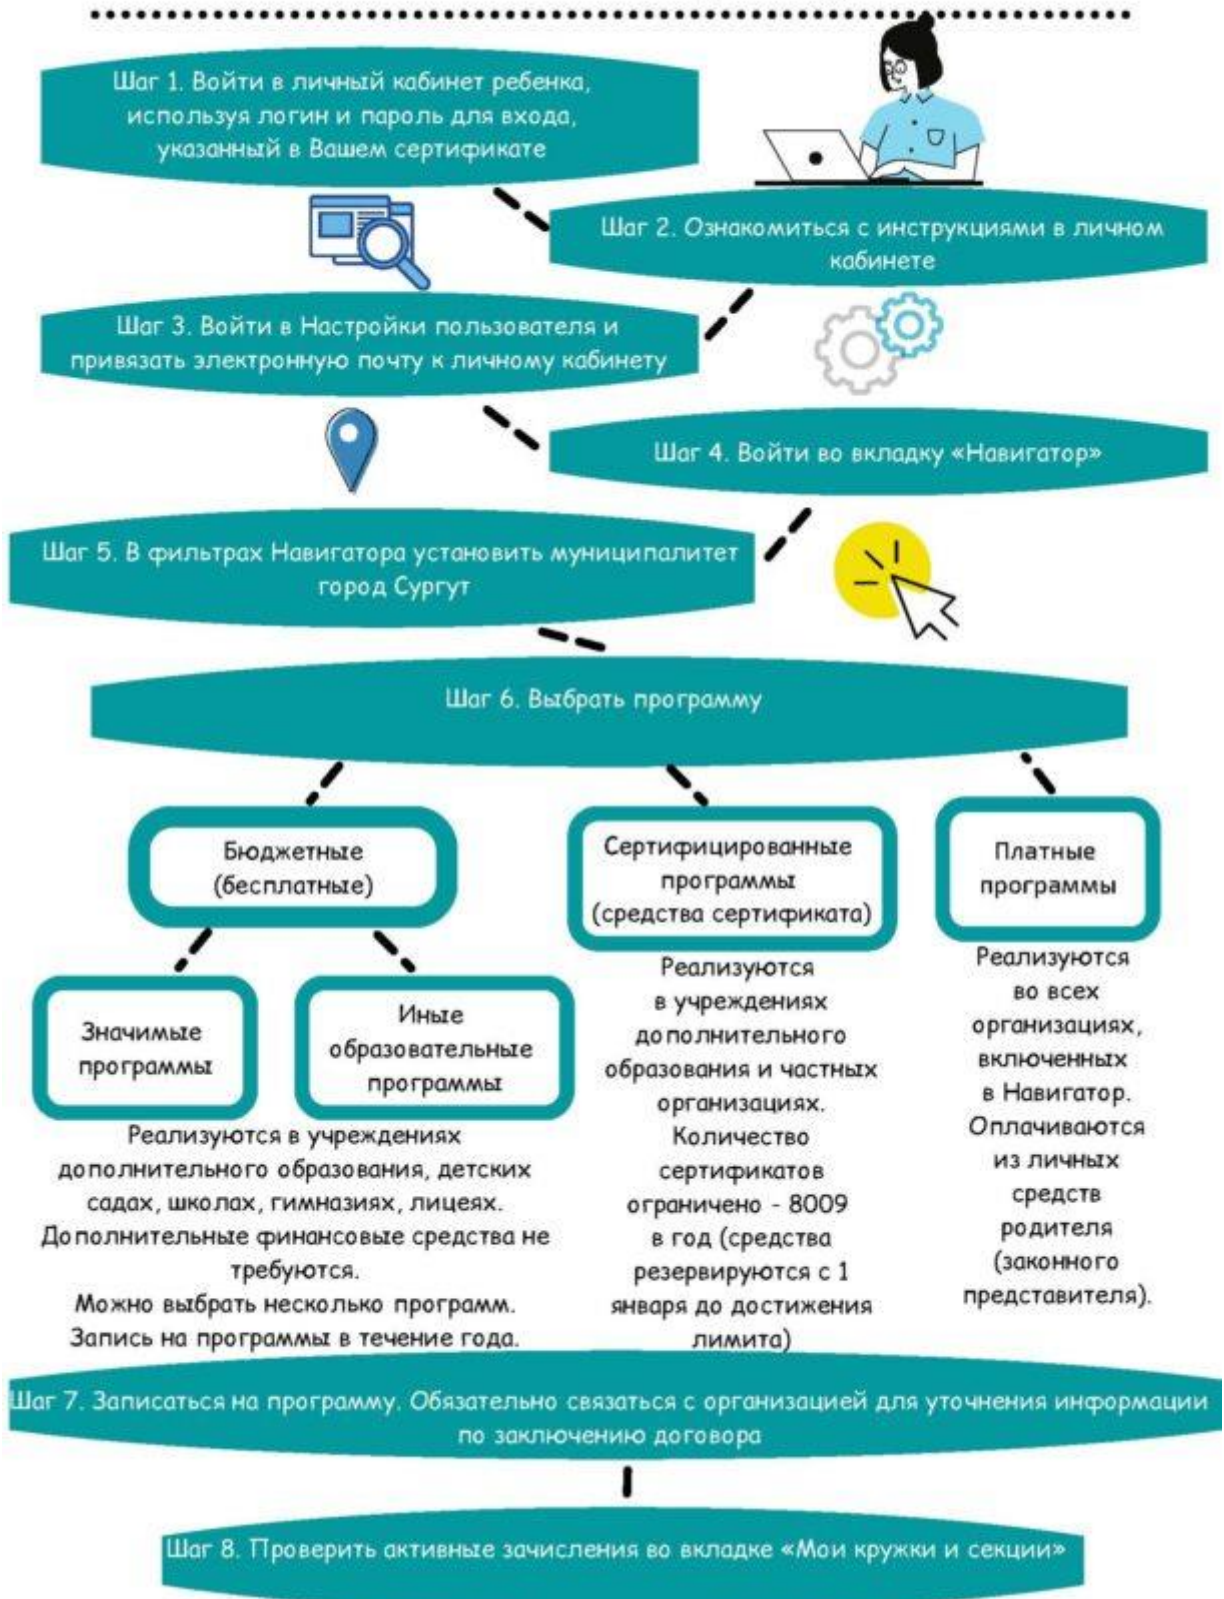 Шаг 1. Войти в личный кабинет ребенка,
используя логин и пароль для входа,
указанный в Вашем сертификате
Шаг 2. Ознакомиться с инструкциями в личном
кабинете
Шаг 3. Войти в Настройки пользователя и
привязать электронную почту к личному кабинету
Шаг 4. Войти во вкладку «Навигатор»
Шаг 5. В фильтрах Навигатора установить муниципалитет
город Сургут
Шаг 6. Выбрать программу
Бюджетные
(бесплатные)
Значимые
программы
Иные
образовательные
программы
Реализуются в учреждениях
дополнительного образования, детских
садах, школах, гимназиях, лицеях.
Дополнительные финансовые средства не
требуются.
Можно выбрать несколько программ.
Запись на программы в течение года.
Сертифицированные
программы
(средства сертификата)
Реализуются
в учреждениях
дополнительного
образования и частных
организациях.
Количество
сертификатов
ограничено - 8009
в год (средства
резервируются с 1
января до достижения
лимита)
Платные
программы
Реализуются
во всех
организациях,
включенных
в Навигатор.
Оплачиваются
из личных
средств
родителя
(законного
представителя).
Шаг 7. Записаться на программу. Обязательно связаться с организацией для уточнения информации
по заключению договора
Шаг 8. Проверить активные зачисления во вкладке «Мои кружки и секции»